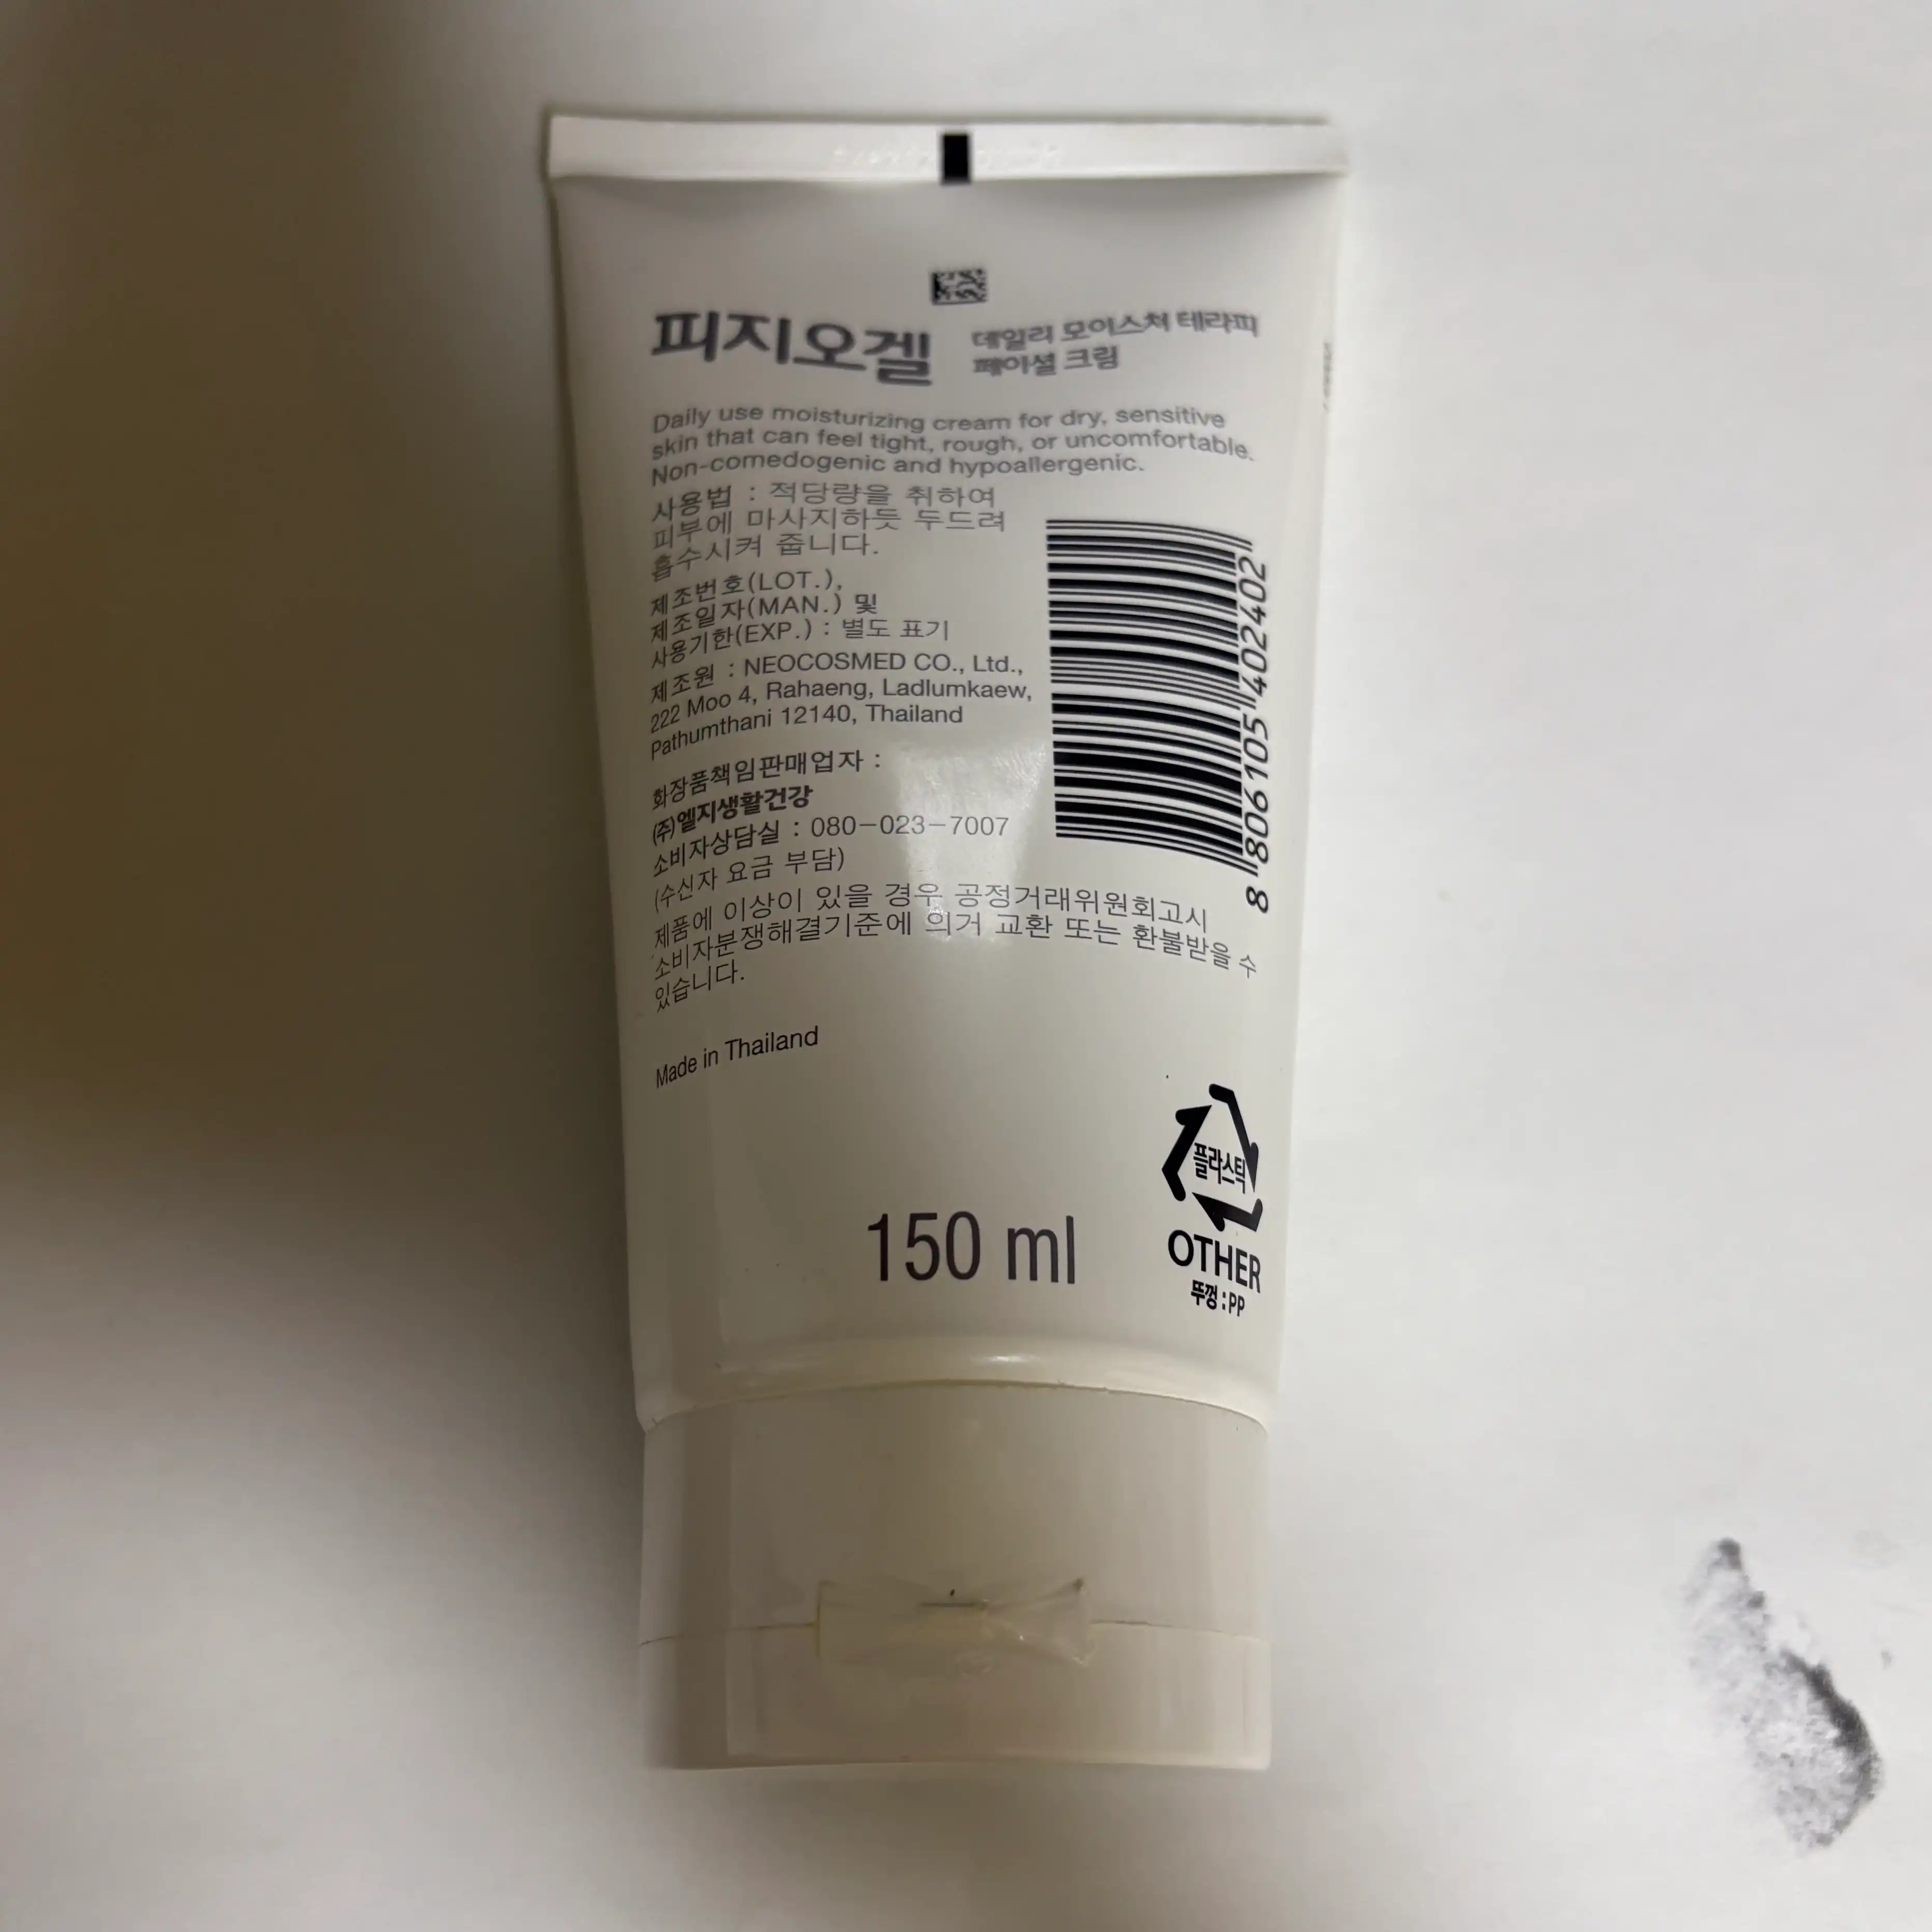 피지오겔
데일리 모이스처 테라피
페이셜 크림
Daily use moisturizing cream for dry, sensitive
skin that can feel tight, rough, or uncomfortable.
Non-comedogenic and hypoallergenic.
사용법 : 적당량을 취하여
피부에 마사지하듯 두드려
흡수시켜 줍니다.
제조번호(LOT.),
제조일자(MAN.) 및
사용기한(EXP.) : 별도 표기
제조원 : NEOCOSMED CO., Ltd.,
222 Moo 4, Rahaeng, Ladlumkaew,
Pathumthani 12140, Thailand
화장품책임판매업자 :
(주)엘지생활건강
소비자상담실 : 080-023-7007
(수신자 요금 부담)
제품에 이상이 있을 경우 공정거래위원회고시
소비자분쟁해결기준에 의거 교환 또는 환불받을 수
있습니다.
8 806105 402402
Made in Thailand
플라스틱
OTHER
뚜껑 : PP
150 ml